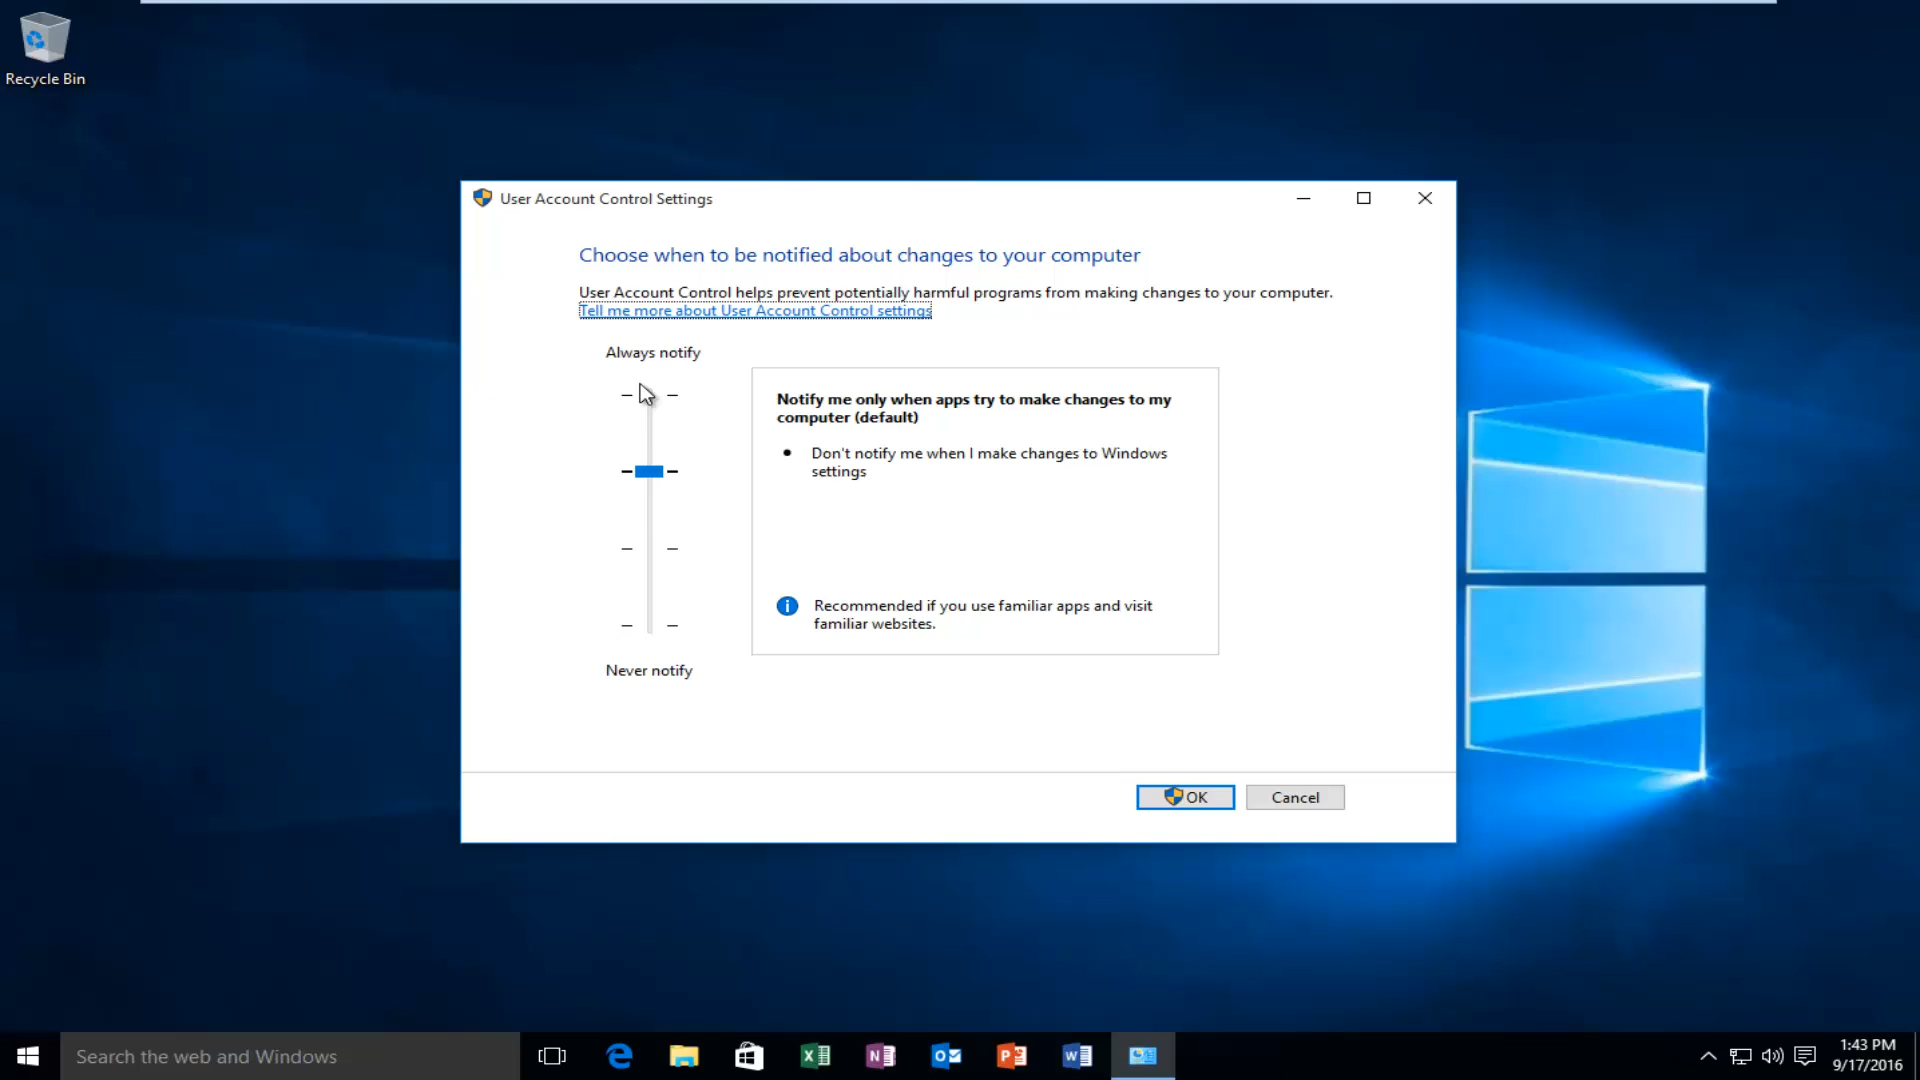 Recycle Bin
User Account Control Settings
Choose when to be notified about changes to your computer
User Account Control helps prevent potentially harmful programs from making changes to your computer.
Tell me more about User Account Control settings
Always notify
Notify me only when apps try to make changes to my
computer (default)
Don't notify me when I make changes to Windows
settings
Recommended if you use familiar apps and visit
familiar websites.
Never notify
OK
Cancel
Search the web and Windows
1:43 PM
9/17/2016